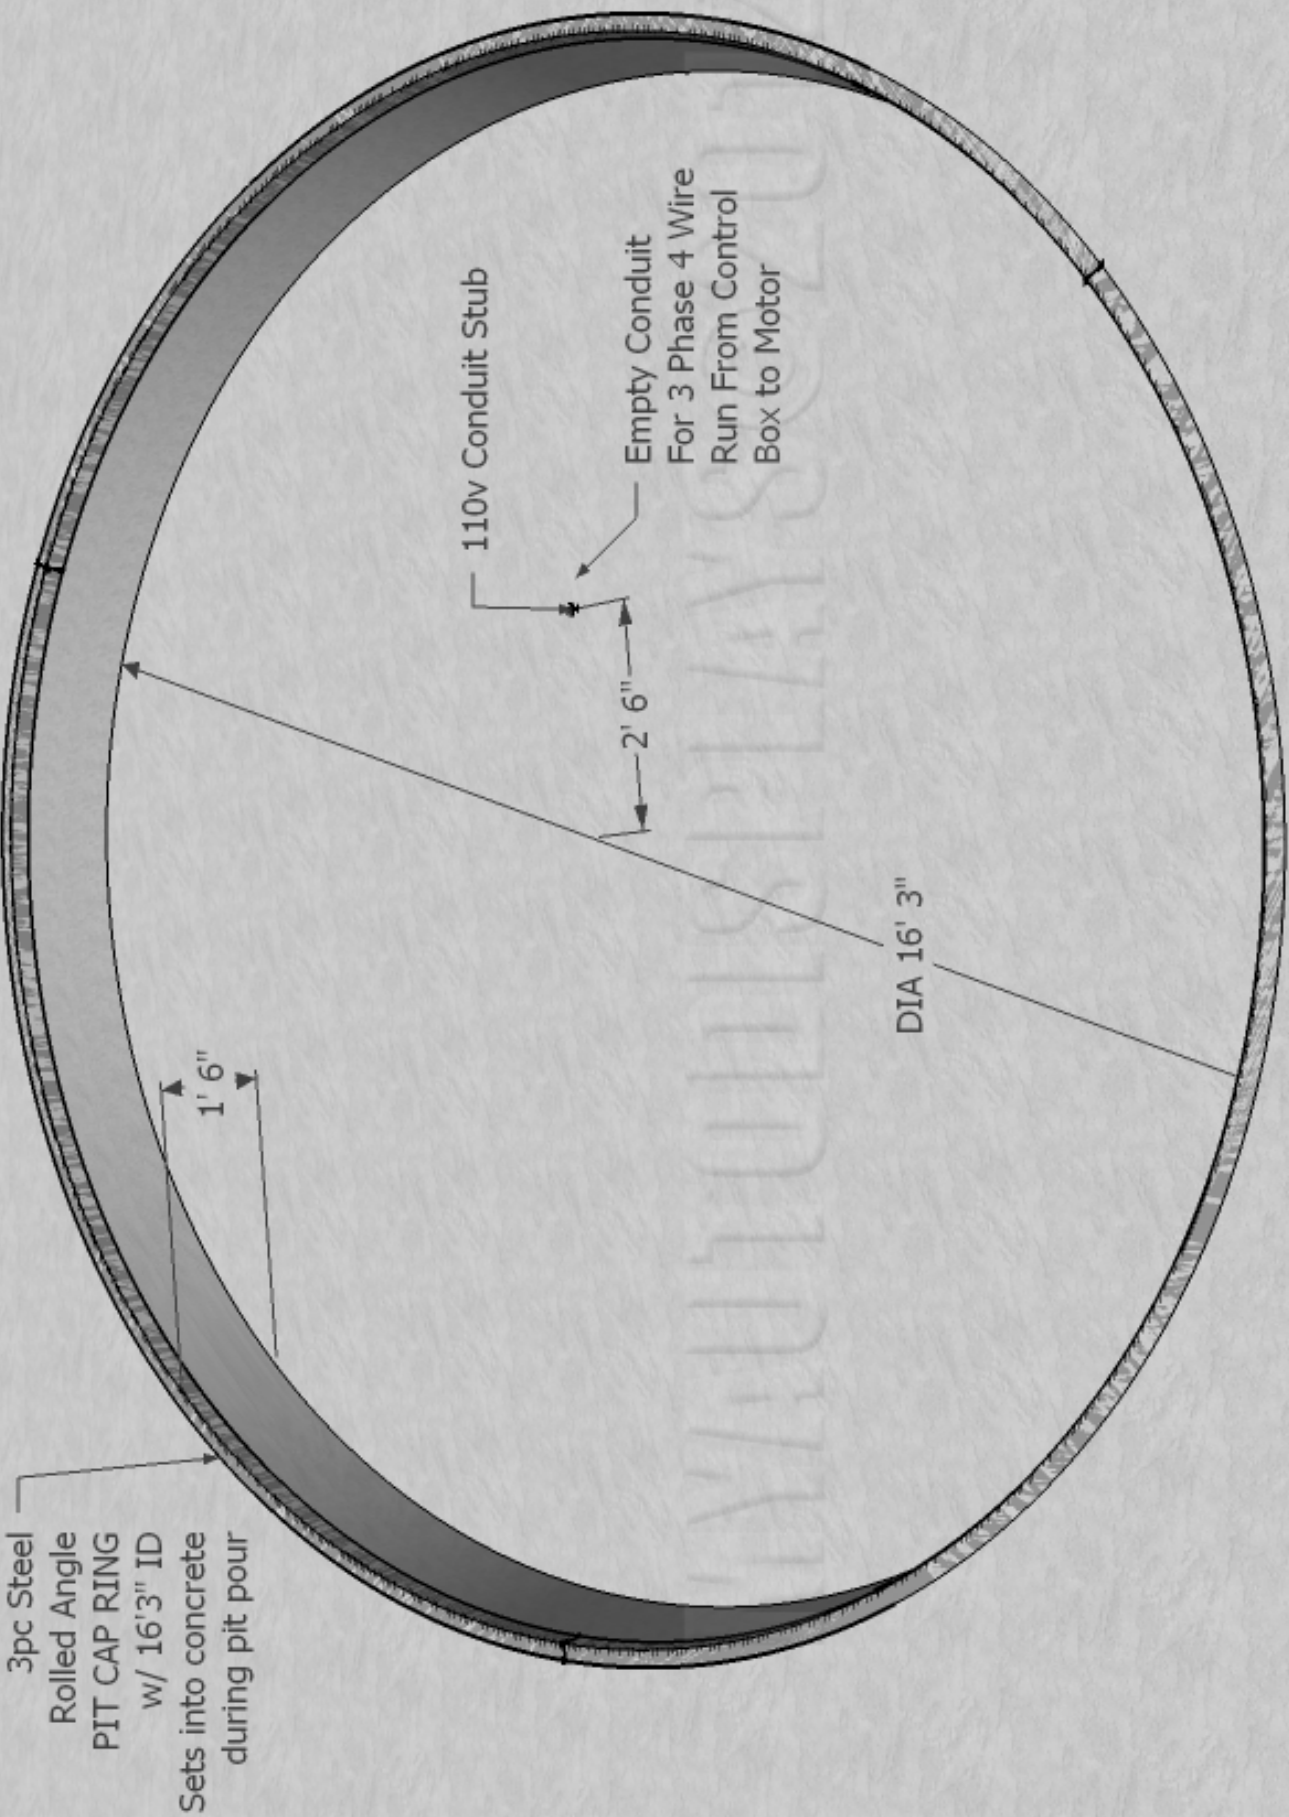 3pc Steel
Rolled Angle
PIT CAP RING
w/ 16'3" ID
Sets into concrete
during pit pour
1' 6"
110v Conduit Stub
Empty Conduit
For 3 Phase 4 Wire
Run From Control
Box to Motor
2' 6"
DIA 16' 3"